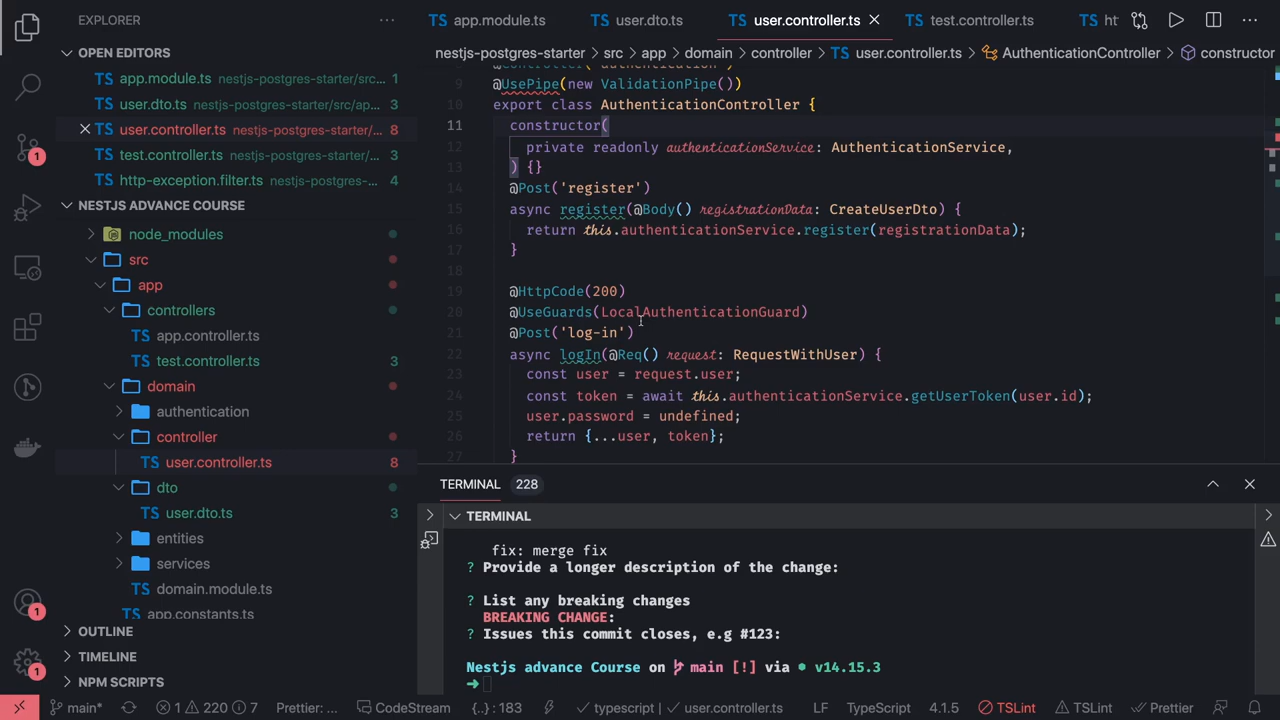 EXPLORER
OPEN EDITORS
TS app.module.ts nestjs-postgres-starter/src... 1
TS user.dto.ts nestjs-postgres-starter/src/ap... 3
TS user.controller.ts nestjs-postgres-starter/... 8
TS test.controller.ts nestjs-postgres-starter/... 3
TS http-exception.filter.ts nestjs-postgres-... 4
NESTJS ADVANCE COURSE
node_modules
src
app
controllers
TS app.controller.ts
TS test.controller.ts 3
domain
authentication
controller
TS user.controller.ts 8
dto
TS user.dto.ts 3
entities
services
TS domain.module.ts
TS app.constants.ts
OUTLINE
TIMELINE
NPM SCRIPTS
1
1
1
TS app.module.ts TS user.dto.ts TS user.controller.ts TS test.controller.ts TS ht
nestjs-postgres-starter > src > app > domain > controller > TS user.controller.ts > AuthenticationController > constructor
@Controller('authentication')
9 @UsePipe(new ValidationPipe())
10 export class AuthenticationController {
11 constructor(
12 private readonly authenticationService: AuthenticationService,
13 ) {}
14 @Post('register')
15 async register(@Body() registrationData: CreateUserDto) {
16 return this.authenticationService.register(registrationData);
17 }
18
19 @HttpCode(200)
20 @UseGuards(LocalAuthenticationGuard)
21 @Post('log-in')
22 async logIn(@Req() request: RequestWithUser) {
23 const user = request.user;
24 const token = await this.authenticationService.getUserToken(user.id);
25 user.password = undefined;
26 return {...user, token};
27 }
TERMINAL 228
TERMINAL
fix: merge fix
? Provide a longer description of the change:
? List any breaking changes
BREAKING CHANGE:
? Issues this commit closes, e.g #123:
Nestjs advance Course on main [!] via v14.15.3
➜
main* 1 220 7 Prettier: ... CodeStream {..} : 183 typescript | user.controller.ts LF TypeScript 4.1.5 TSLint TSLint Prettier